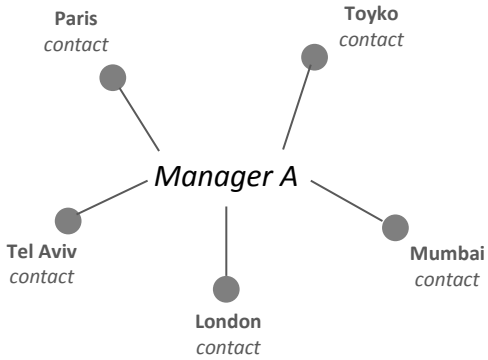 Paris
contact
Toyko
contact
Manager A
Tel Aviv
contact
Mumbai
contact
London
contact